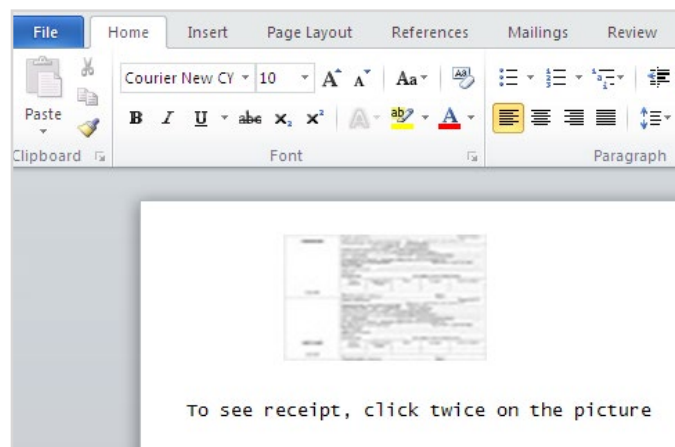 File Home Insert Page Layout References Mailings Review
Courier New CY 10 A A Aa
Paste
B I U abe X₂ X² A ab A
Clipboard Font Paragraph
To see receipt, click twice on the picture